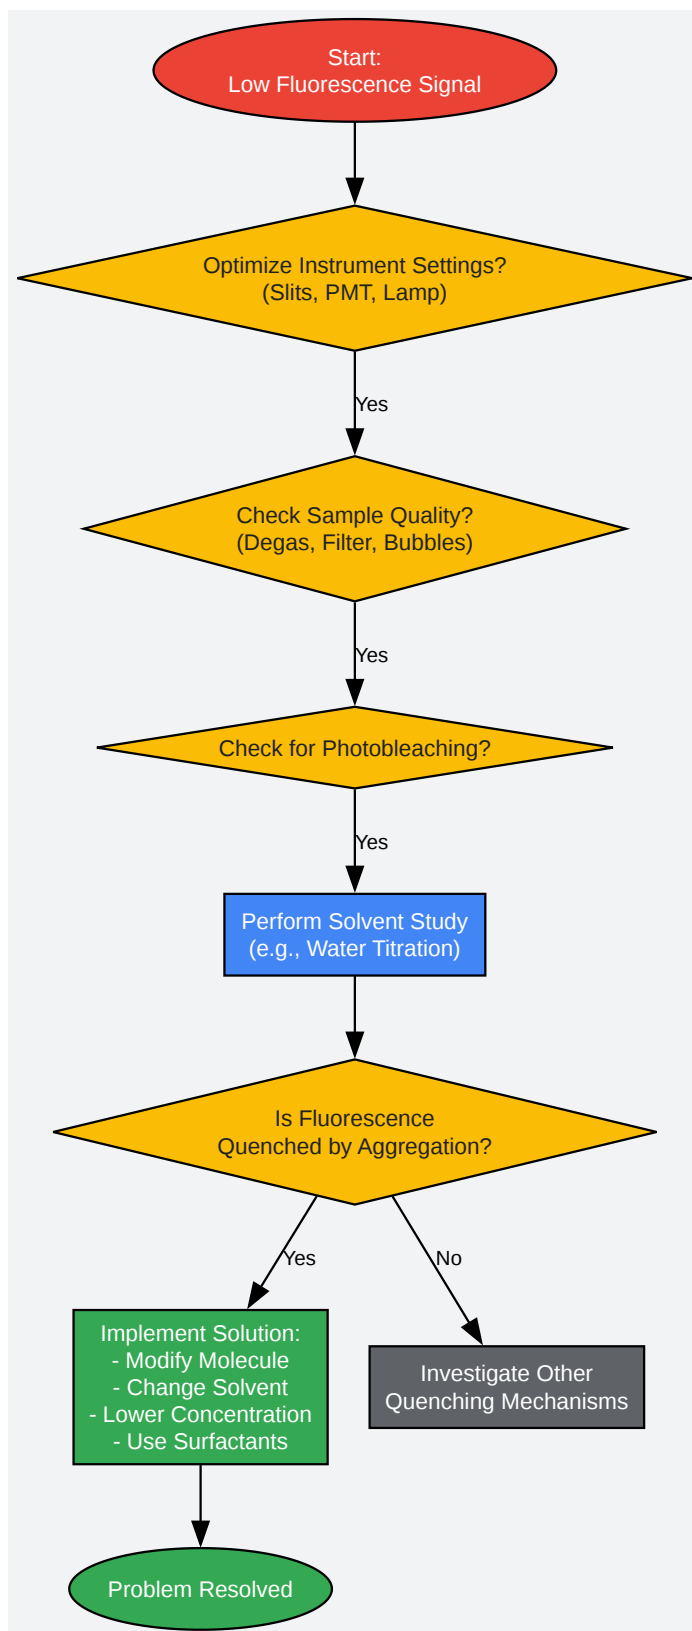 Start:
Low Fluorescence Signal
Optimize Instrument Settings?
(Slits, PMT, Lamp)
Yes
Check Sample Quality?
(Degas, Filter, Bubbles)
Yes
Check for Photobleaching?
Yes
Perform Solvent Study
(e.g., Water Titration)
Is Fluorescence
Quenched by Aggregation?
Yes
No
Implement Solution:
- Modify Molecule
- Change Solvent
- Lower Concentration
- Use Surfactants
Investigate Other
Quenching Mechanisms
Problem Resolved